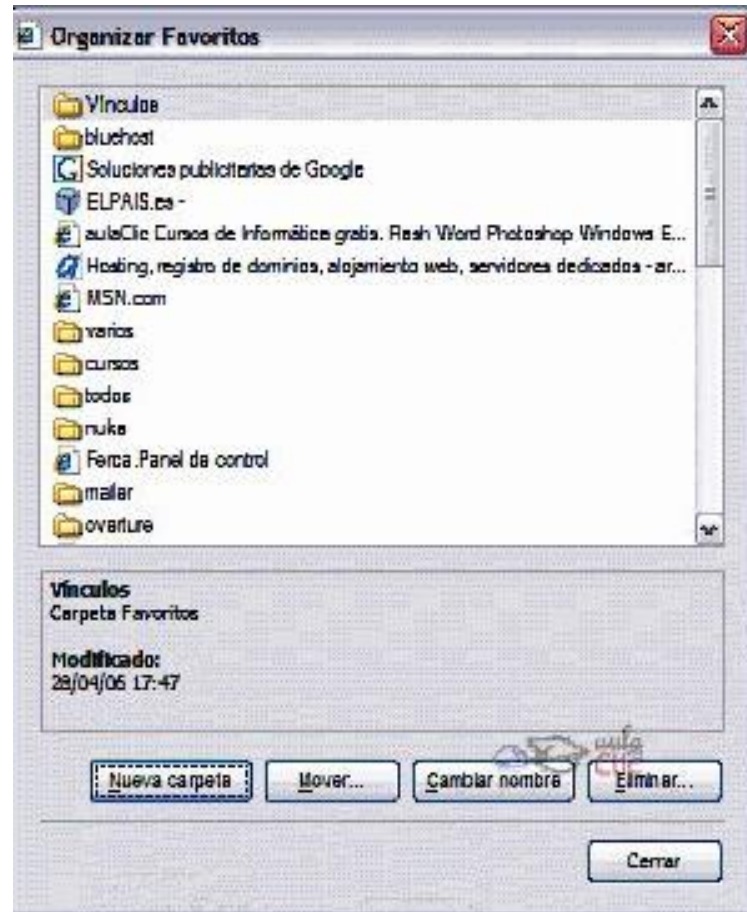 Organizar Favoritos
Vínculos
bluehost
Soluciones publicitarias de Google
ELPAIS.es -
aulaClic Cursos de Informática gratis. Flash Word Photoshop Windows E...
Hosting, registro de dominios, alojamiento web, servidores dedicados - ar...
MSN.com
varios
cursos
todos
nuke
Ferca.Panel de control
mailer
overture
Vínculos
Carpeta Favoritos
Modificado:
28/04/06 17:47
aula
Clic
Nueva carpeta
Mover...
Cambiar nombre
Eliminar...
Cerrar